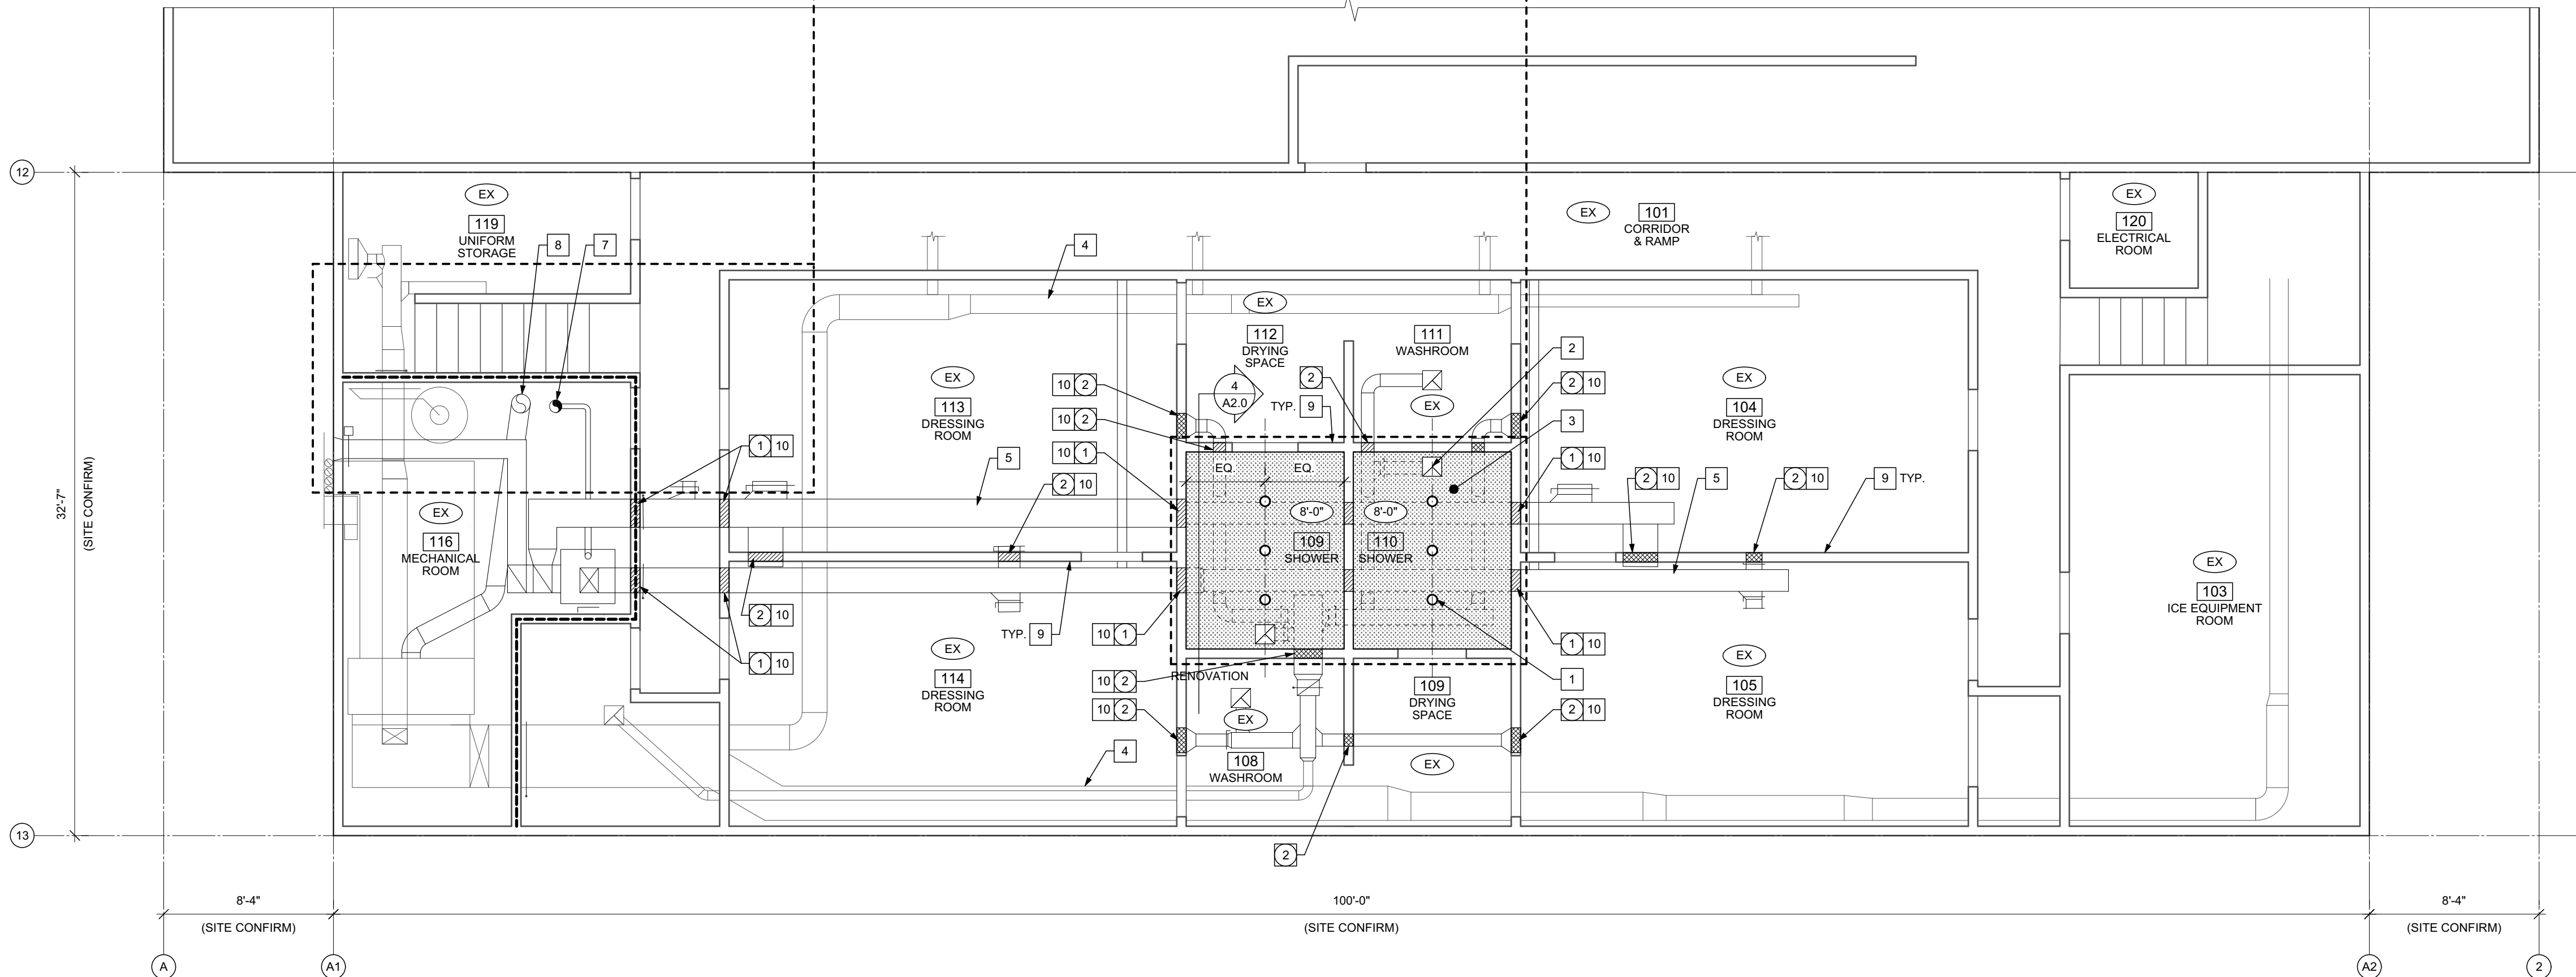 12
EX
119
UNIFORM
STORAGE
8
7
4
EX
101
CORRIDOR
& RAMP
EX
120
ELECTRICAL
ROOM
EX
112
DRYING
SPACE
111
WASHROOM
2
EX
113
DRESSING
ROOM
10 2
4
A2.0
2
EX
2 10
EX
104
DRESSING
ROOM
10 2
TYP. 9
3
1 10
10 1
5
2 10
EQ. EQ.
1 10
2 10
5
2 10
9 TYP.
32'-7"
(SITE CONFIRM)
EX
116
MECHANICAL
ROOM
8'-0"
8'-0"
109
SHOWER
110
SHOWER
EX
103
ICE EQUIPMENT
ROOM
2 10
TYP. 9
10 1
1 10
1 10
EX
114
DRESSING
ROOM
10 2
RENOVATION
109
DRYING
SPACE
1
EX
105
DRESSING
ROOM
10 2
EX
2 10
4
108
WASHROOM
EX
13
2
8'-4"
(SITE CONFIRM)
100'-0"
(SITE CONFIRM)
8'-4"
(SITE CONFIRM)
A
A1
A2
2